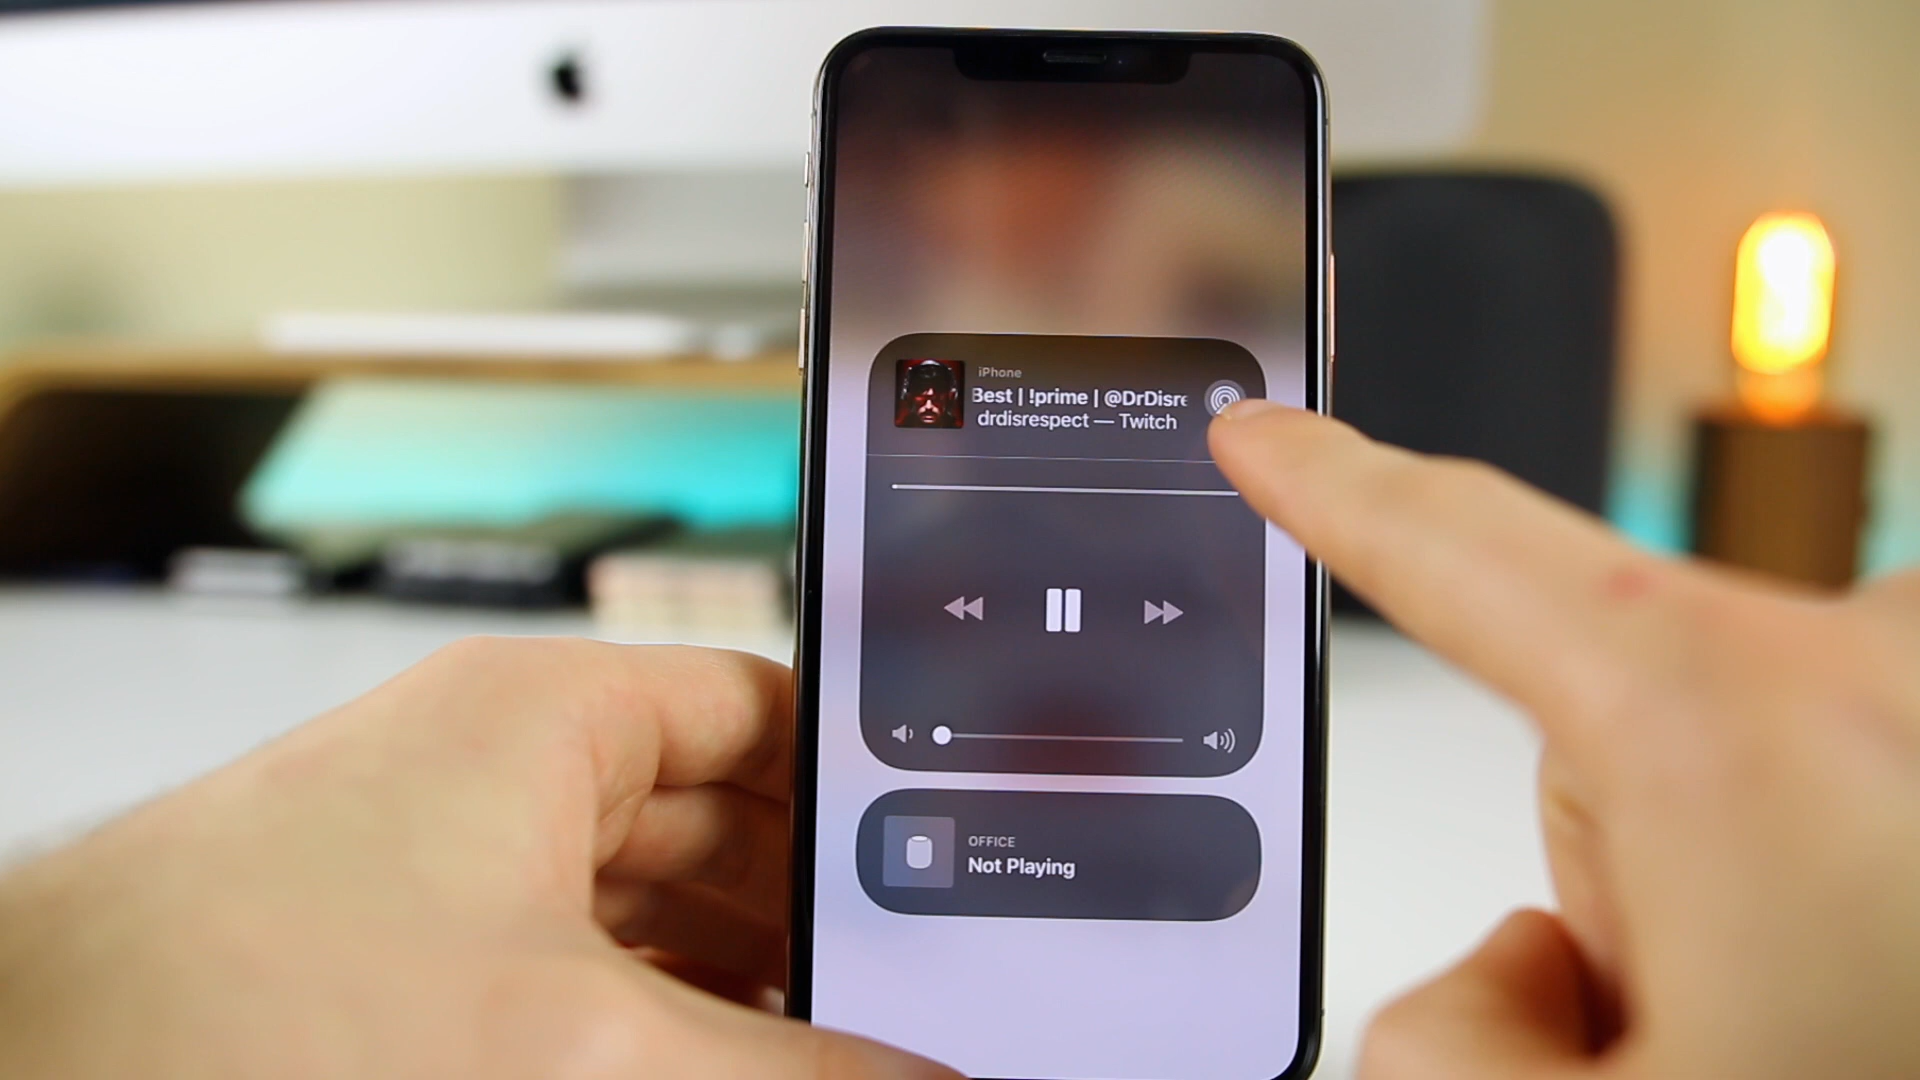 iPhone
Best | !prime | @DrDisre
drdisrespect — Twitch
OFFICE
Not Playing